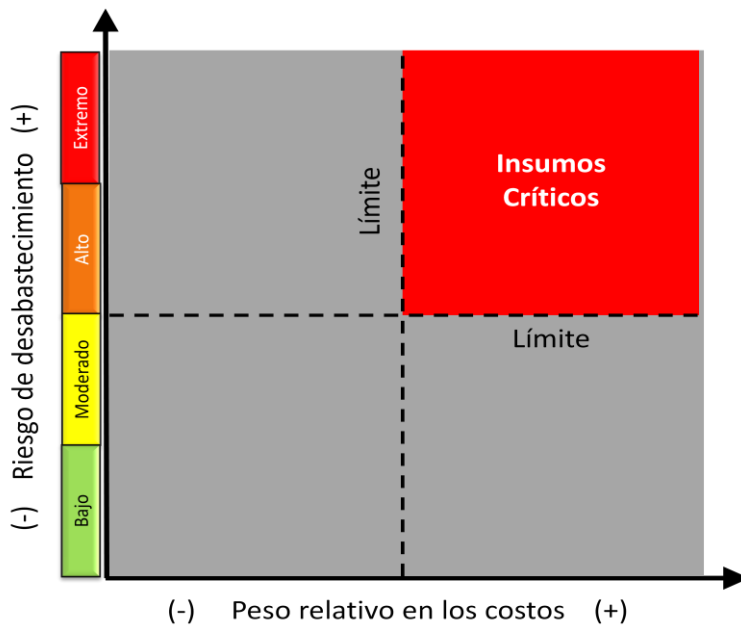 (-) Riesgo de desabastecimiento (+)
Extremo
Alto
Moderado
Bajo
Límite
Insumos
Críticos
Límite
(-) Peso relativo en los costos (+)